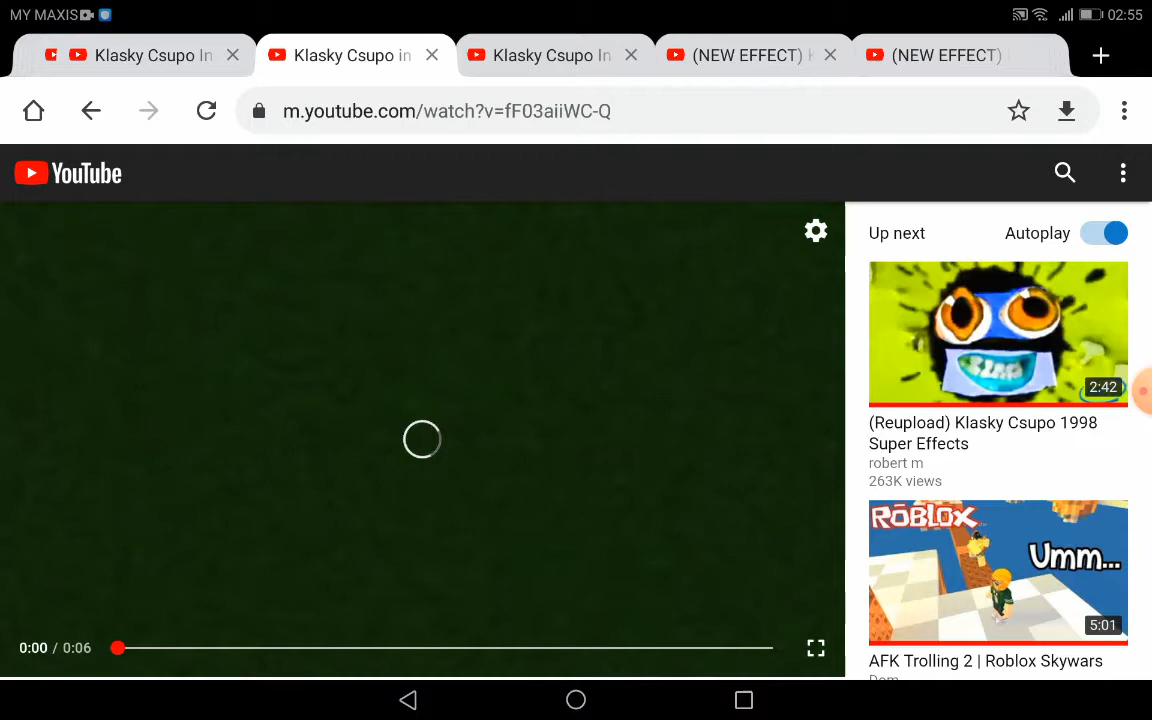 MY MAXIS 02:55
Klasky Csupo In Klasky Csupo in Klasky Csupo In (NEW EFFECT) K (NEW EFFECT)
m.youtube.com/watch?v=fF03aiiWC-Q
YouTube
Up next Autoplay
2:42
(Reupload) Klasky Csupo 1998
Super Effects
robert m
263K views
ROBLOX
Umm...
5:01
0:00 / 0:06
AFK Trolling 2 | Roblox Skywars